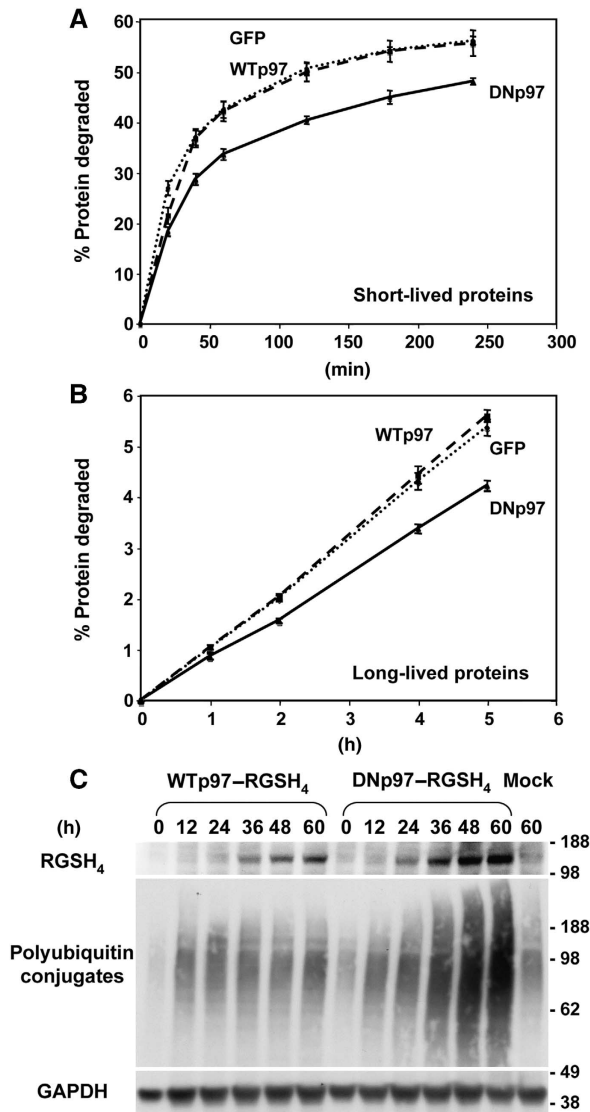 A
60
50
40
30
20
10
0
% Protein degraded
GFP
WTp97
DNp97
Short-lived proteins
0 50 100 150 200 250 300
(min)
B
6
5
4
3
2
1
0
% Protein degraded
WTp97
GFP
DNp97
Long-lived proteins
0 1 2 3 4 5 6
(h)
C
WTp97–RGSH4 DNp97–RGSH4 Mock
(h) 0 12 24 36 48 60 0 12 24 36 48 60 60
RGSH4
- 188
- 98
Polyubiquitin
conjugates
- 188
- 98
- 62
- 49
GAPDH
- 38